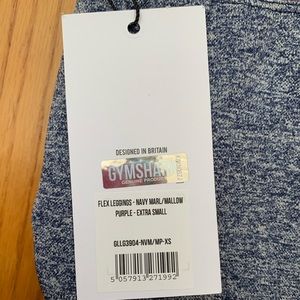 DESIGNED IN BRITAIN
GYMSHARK
GENUINE PRODUCT
FLEX LEGGINGS - NAVY MARL/MALLOW
PURPLE - EXTRA SMALL
GLLG3904-NVM/MP-XS
5 057913 271992